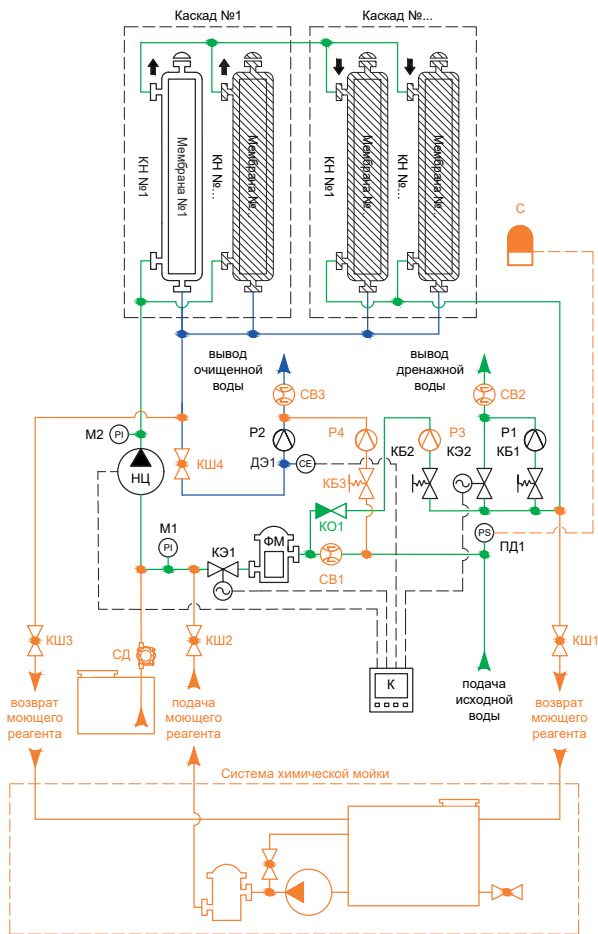 Каскад №1
Каскад №...
КН №1
Мембрана №1
КН №...
Мембрана №...
КН №1
Мембрана №...
КН №...
Мембрана №...
С
вывод
очищенной
воды
вывод
дренажной
воды
СВ3
СВ2
М2
PI
Р2
Р4
Р3
Р1
КШ4
ДЭ1
CE
КБ2
КЭ2
КБ1
НЦ
КБ3
М1
PI
КО1
PS
ПД1
КЭ1
ФМ
СВ1
КШ3
СД
КШ2
КШ1
К
возврат
моющего
реагента
подача
моющего
реагента
подача
исходной
воды
возврат
моющего
реагента
Система химической мойки